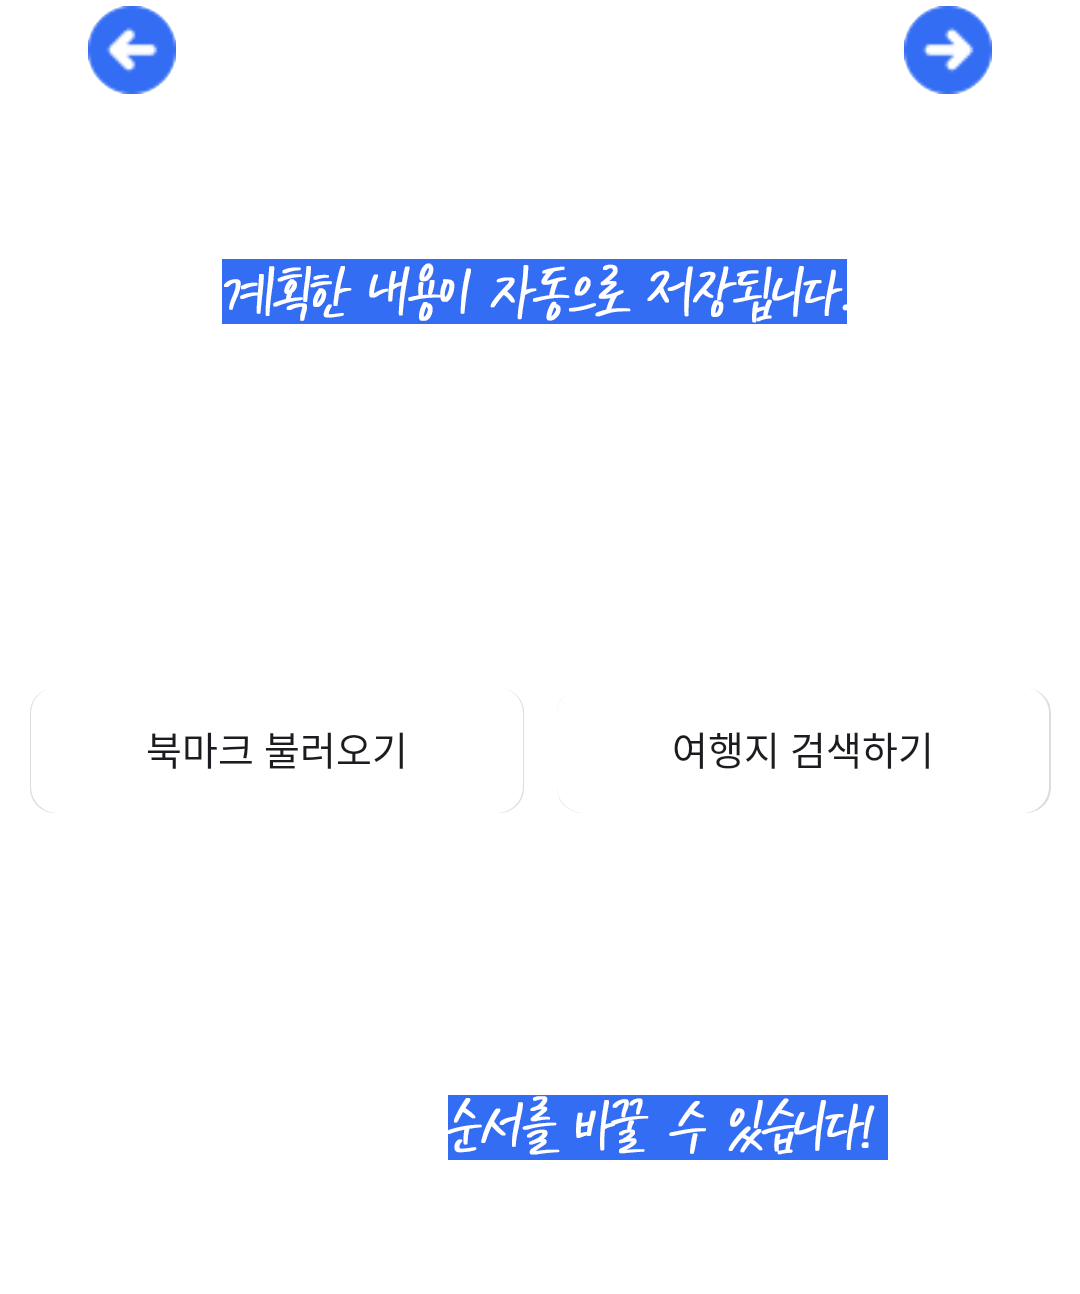 계획한 내용이 자동으로 저장됩니다.
북마크 불러오기
여행지 검색하기
순서를 바꿀 수 있습니다!